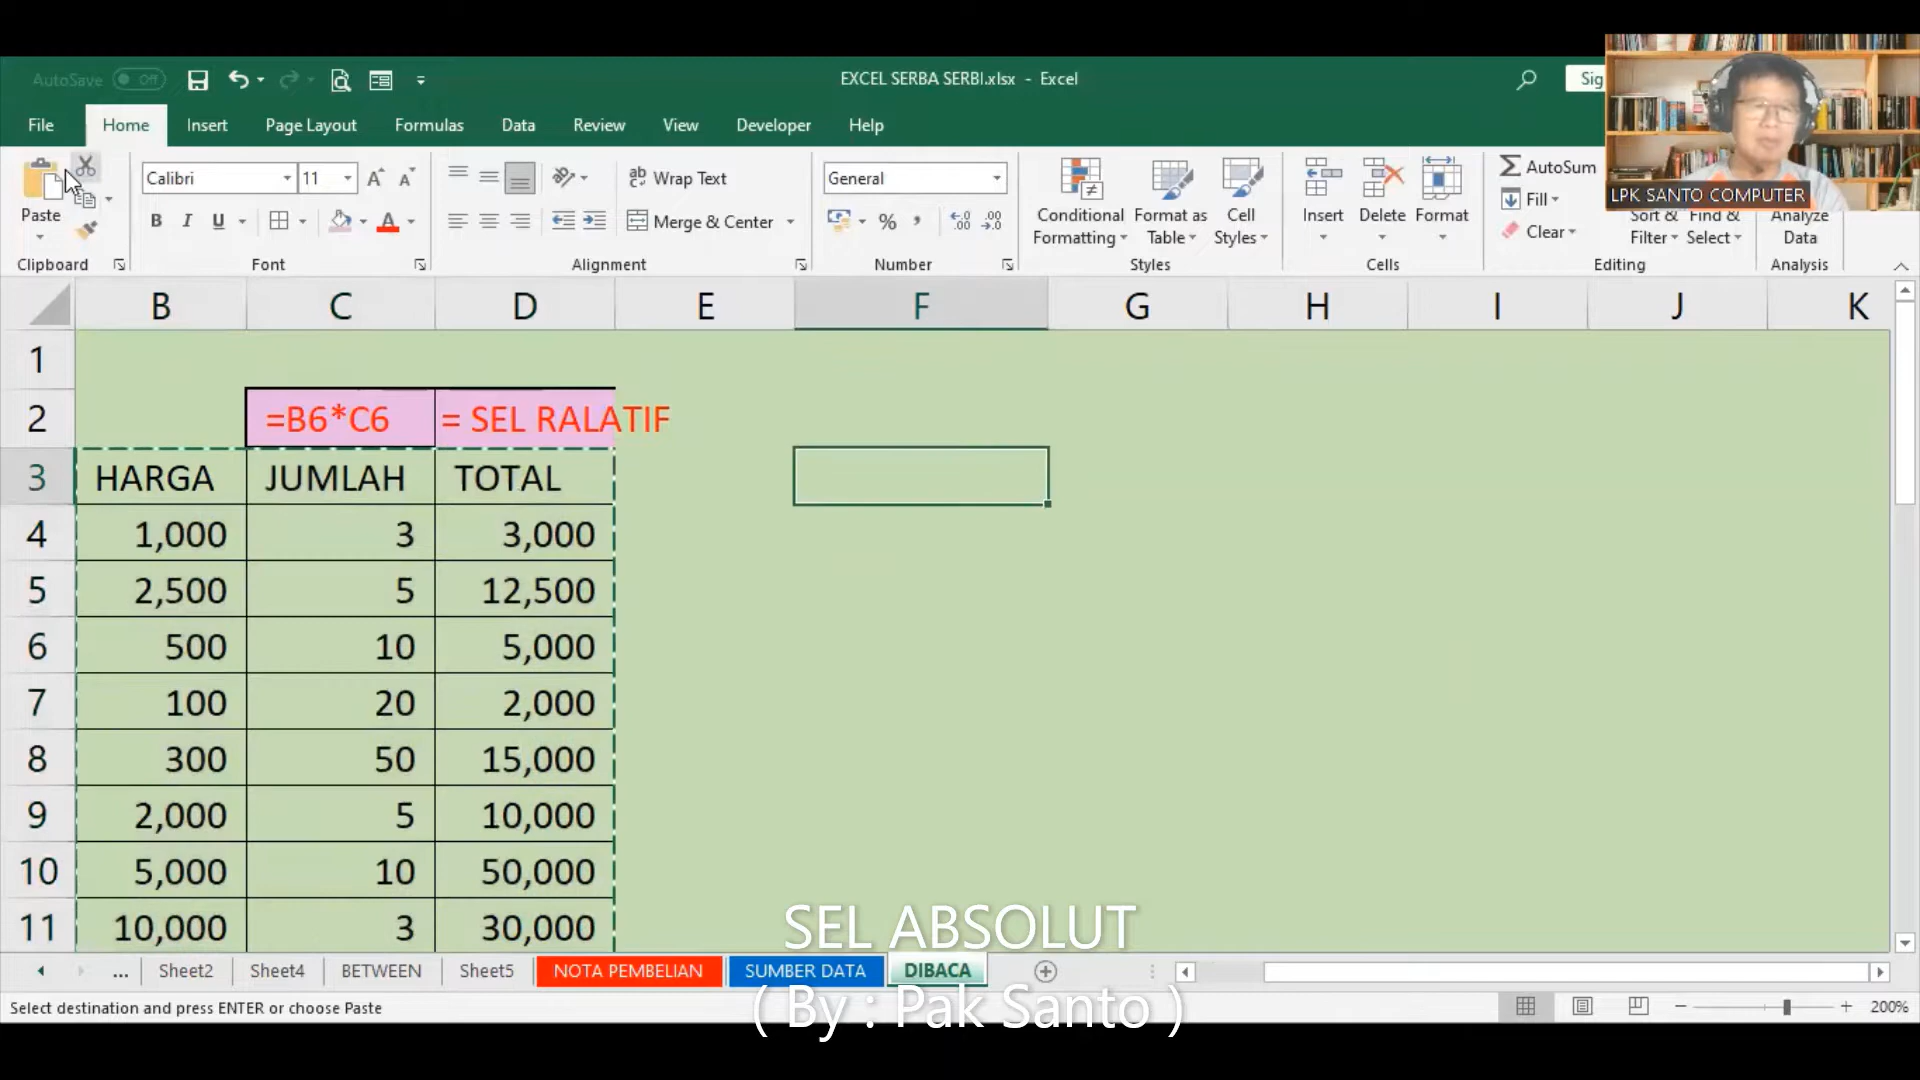 AutoSave Off
EXCEL SERBA SERBI.xlsx - Excel
Sig
File Home Insert Page Layout Formulas Data Review View Developer Help
LPK SANTO COMPUTER
Paste
Clipboard
Calibri 11
B I U A
Font
Wrap Text
Merge & Center
Alignment
General
% ,
Number
Conditional Formatting
Format as Table
Cell Styles
Styles
Insert Delete Format
Cells
AutoSum
Fill
Clear
Sort & Filter
Find & Select
Editing
Analyze Data
Analysis
B C D E F G H I J K
1
2 =B6*C6 = SEL RALATIF
3 HARGA JUMLAH TOTAL
4 1,000 3 3,000
5 2,500 5 12,500
6 500 10 5,000
7 100 20 2,000
8 300 50 15,000
9 2,000 5 10,000
10 5,000 10 50,000
11 10,000 3 30,000
SEL ABSOLUT
... Sheet2 Sheet4 BETWEEN Sheet5 NOTA PEMBELIAN SUMBER DATA DIBACA
( By : Pak Santo )
Select destination and press ENTER or choose Paste
200%